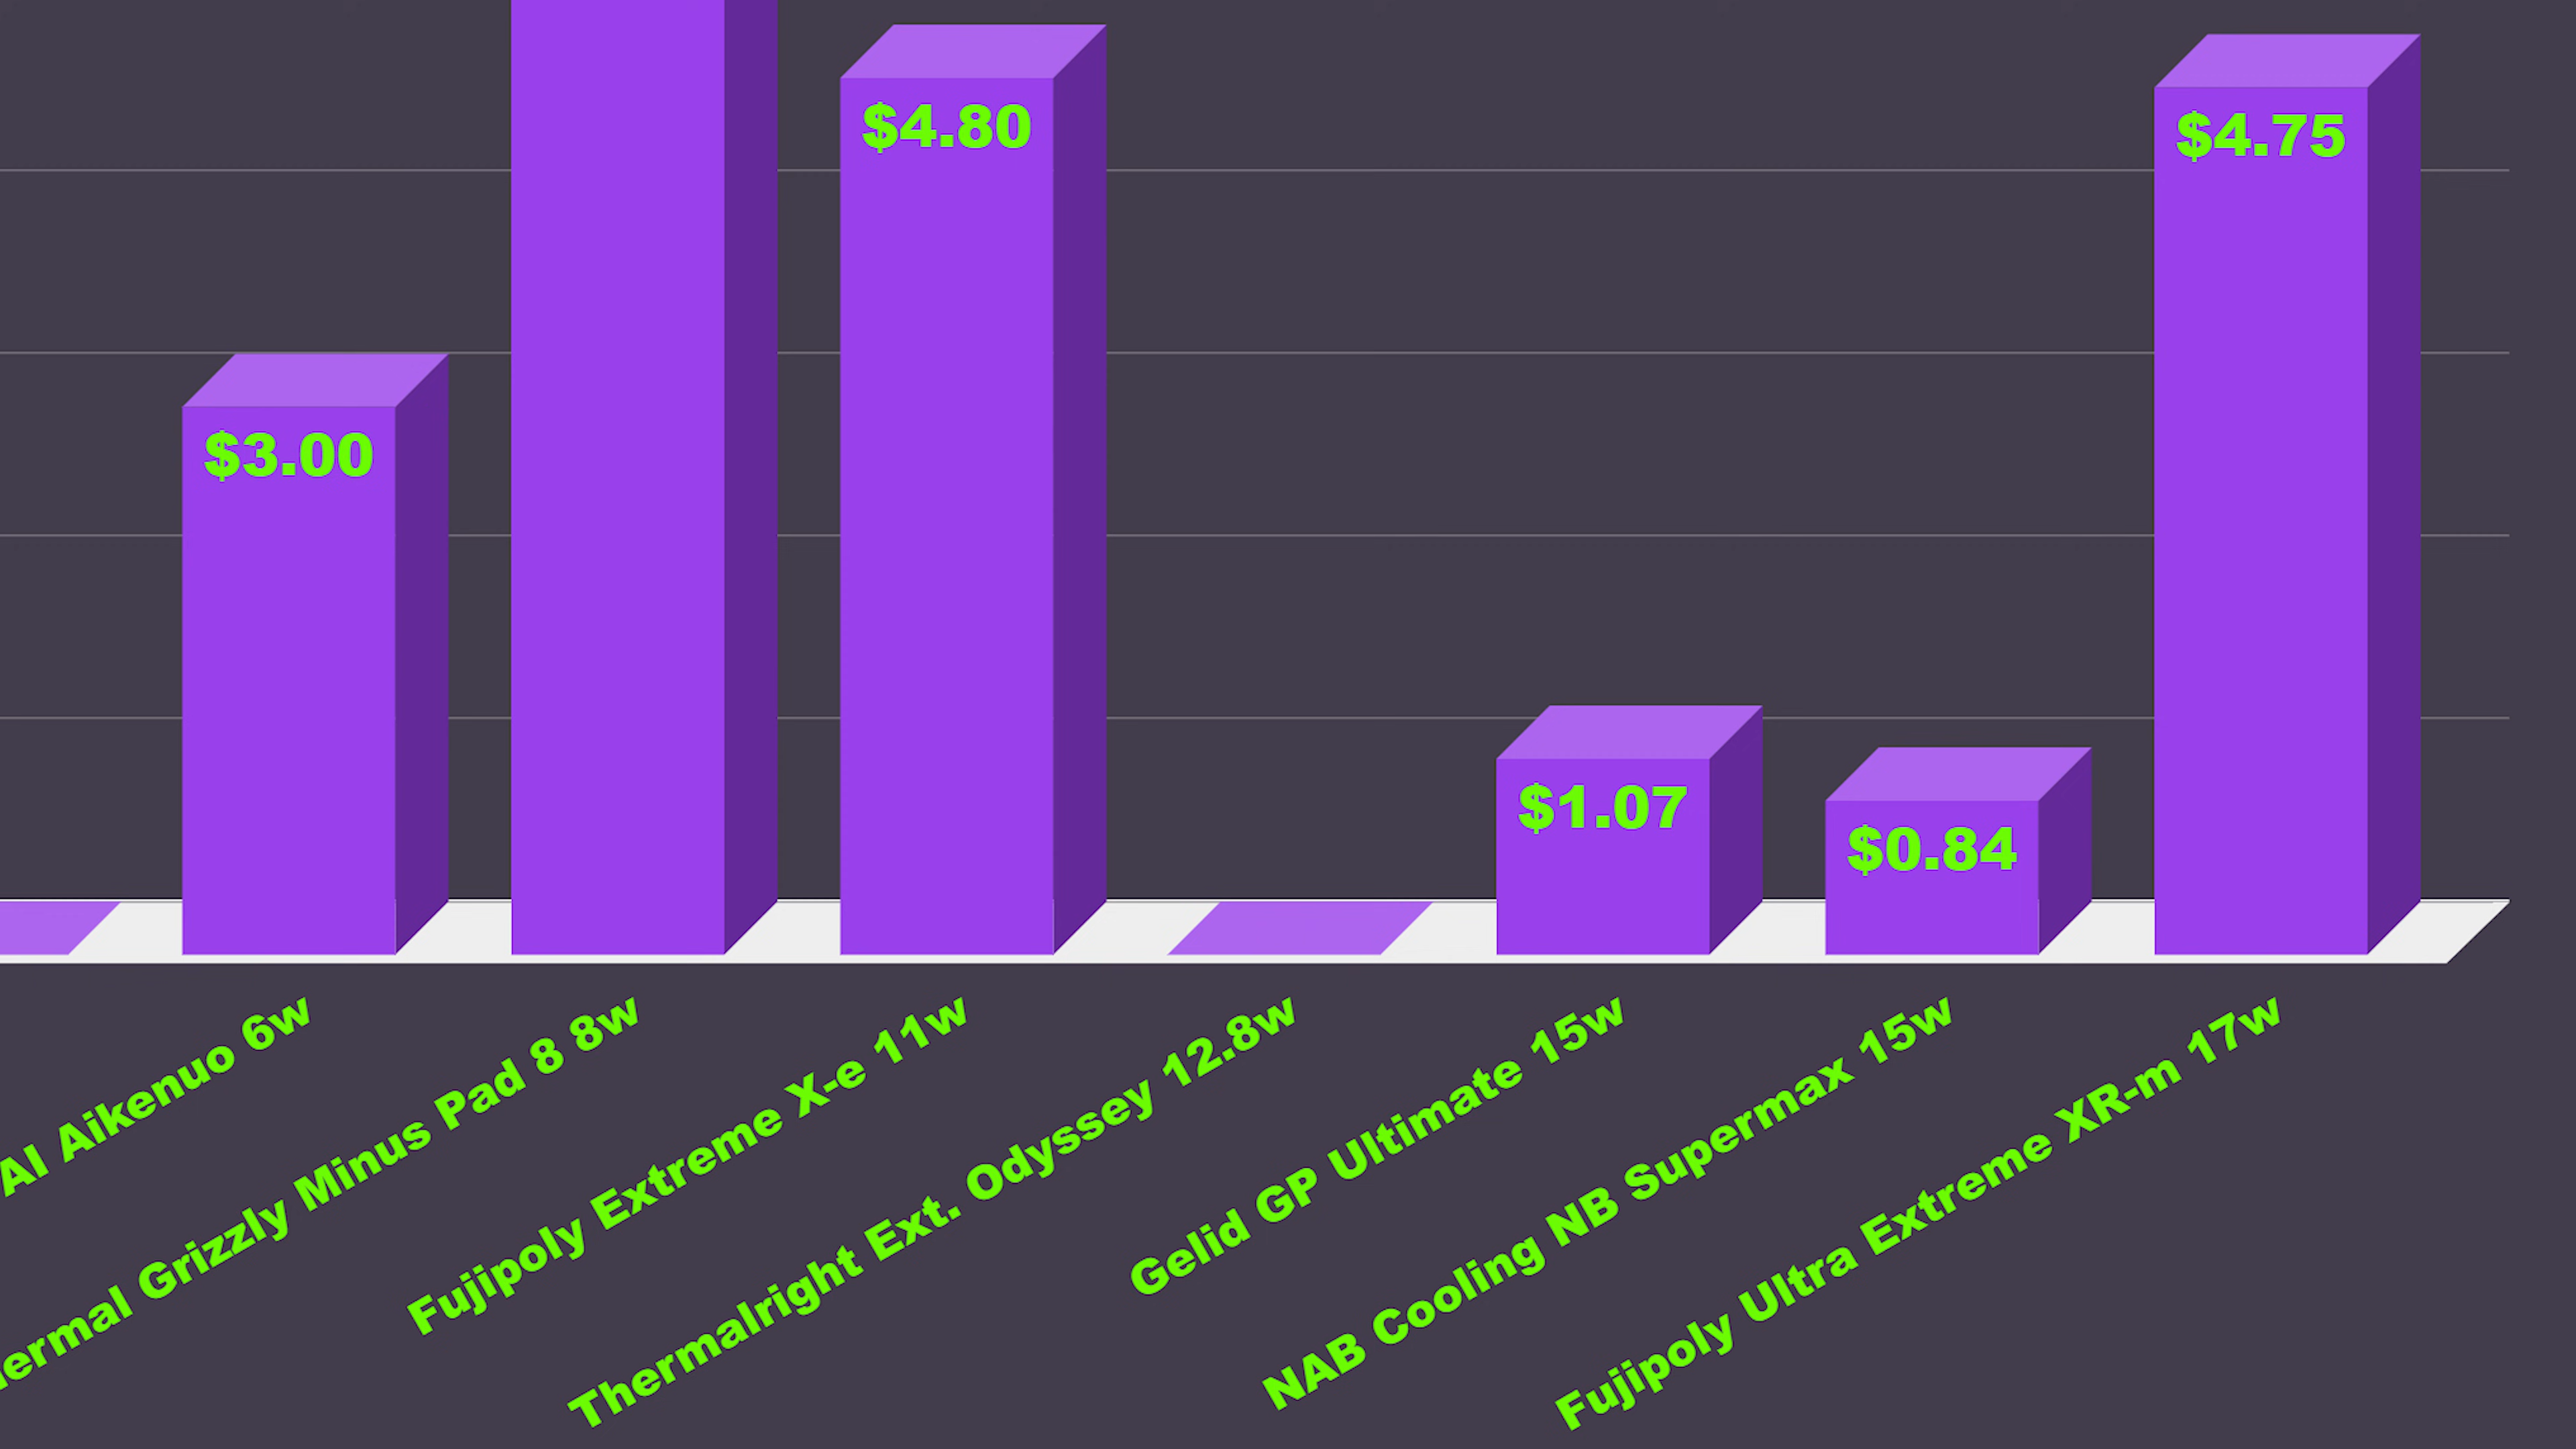 $4.80
$4.75
$3.00
$1.07
$0.84
AI Aikenuo 6w
Grizzly Minus Pad 8 8w
Fujipoly Extreme X-e 11w
Thermalright Ext. Odyssey 12.8w
Gelid GP Ultimate 15w
NAB Cooling NB Supermax 15w
Fujipoly Ultra Extreme XR-m 17w